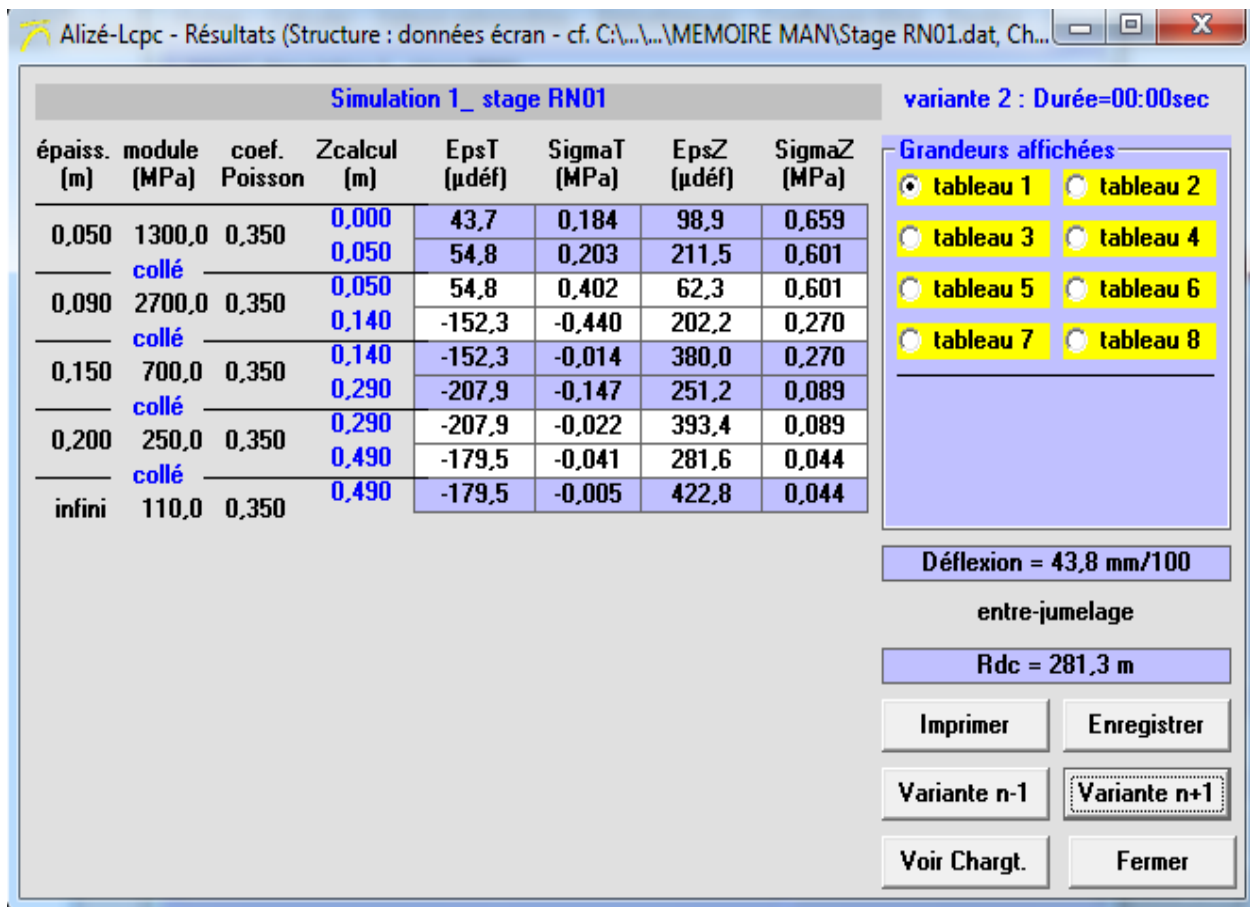 Alizé-Lcpc - Résultats (Structure : données écran - cf. C:\...\...\MEMOIRE MAN\Stage RN01.dat, Ch...
Simulation 1_ stage RN01
variante 2 : Durée=00:00sec
épaiss. module coef. Zcalcul EpsT SigmaT EpsZ SigmaZ
(m) (MPa) Poisson (m) (µdéf) (MPa) (µdéf) (MPa)
0,050 1300,0 0,350
0,000 43,7 0,184 98,9 0,659
0,050 54,8 0,203 211,5 0,601
collé
0,090 2700,0 0,350
0,050 54,8 0,402 62,3 0,601
0,140 -152,3 -0,440 202,2 0,270
collé
0,150 700,0 0,350
0,140 -152,3 -0,014 380,0 0,270
0,290 -207,9 -0,147 251,2 0,089
collé
0,200 250,0 0,350
0,290 -207,9 -0,022 393,4 0,089
0,490 -179,5 -0,041 281,6 0,044
collé
infini 110,0 0,350
0,490 -179,5 -0,005 422,8 0,044
Grandeurs affichées
tableau 1 tableau 2
tableau 3 tableau 4
tableau 5 tableau 6
tableau 7 tableau 8
Déflexion = 43,8 mm/100
entre-jumelage
Rdc = 281,3 m
Imprimer Enregistrer
Variante n-1 Variante n+1
Voir Chargt. Fermer